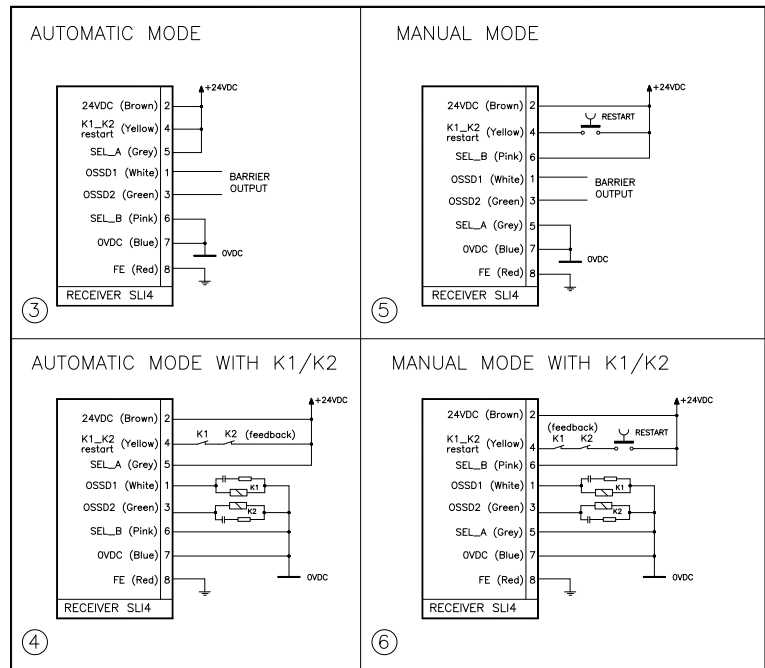 AUTOMATIC MODE
+24VDC
24VDC (Brown) 2
K1_K2 restart (Yellow) 4
SEL_A (Grey) 5
OSSD1 (White) 1
BARRIER OUTPUT
OSSD2 (Green) 3
SEL_B (Pink) 6
0VDC (Blue) 7
0VDC
FE (Red) 8
RECEIVER SLI4
3
MANUAL MODE
+24VDC
24VDC (Brown) 2
RESTART
K1_K2 restart (Yellow) 4
SEL_B (Pink) 6
OSSD1 (White) 1
BARRIER OUTPUT
OSSD2 (Green) 3
SEL_A (Grey) 5
0VDC (Blue) 7
0VDC
FE (Red) 8
RECEIVER SLI4
5
AUTOMATIC MODE WITH K1/K2
+24VDC
24VDC (Brown) 2
K1 K2 (feedback)
K1_K2 restart (Yellow) 4
SEL_A (Grey) 5
OSSD1 (White) 1
K1
OSSD2 (Green) 3
K2
SEL_B (Pink) 6
0VDC (Blue) 7
FE (Red) 8
0VDC
RECEIVER SLI4
4
MANUAL MODE WITH K1/K2
+24VDC
24VDC (Brown) 2
(feedback)
K1 K2
RESTART
K1_K2 restart (Yellow) 4
SEL_B (Pink) 6
OSSD1 (White) 1
K1
OSSD2 (Green) 3
K2
SEL_A (Grey) 5
0VDC (Blue) 7
FE (Red) 8
0VDC
RECEIVER SLI4
6